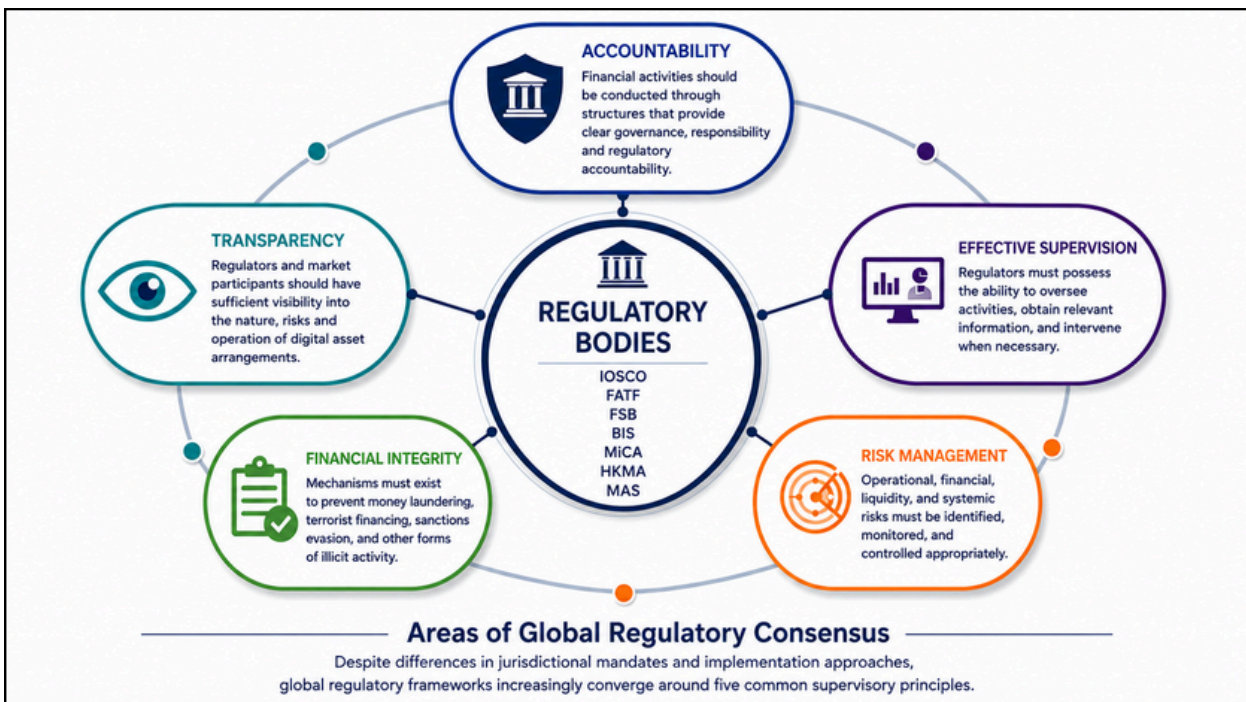 ACCOUNTABILITY
Financial activities should
be conducted through
structures that provide
clear governance, responsibility
and regulatory
accountability.
TRANSPARENCY
Regulators and market
participants should have
sufficient visibility into
the nature, risks and
operation of digital asset
arrangements.
REGULATORY
BODIES
IOSCO
FATF
FSB
BIS
MiCA
HKMA
MAS
EFFECTIVE SUPERVISION
Regulators must possess
the ability to oversee
activities, obtain relevant
information, and intervene
when necessary.
FINANCIAL INTEGRITY
Mechanisms must exist
to prevent money laundering,
terrorist financing, sanctions
evasion, and other forms
of illicit activity.
RISK MANAGEMENT
Operational, financial,
liquidity, and systemic
risks must be identified,
monitored, and
controlled appropriately.
Areas of Global Regulatory Consensus
Despite differences in jurisdictional mandates and implementation approaches,
global regulatory frameworks increasingly converge around five common supervisory principles.